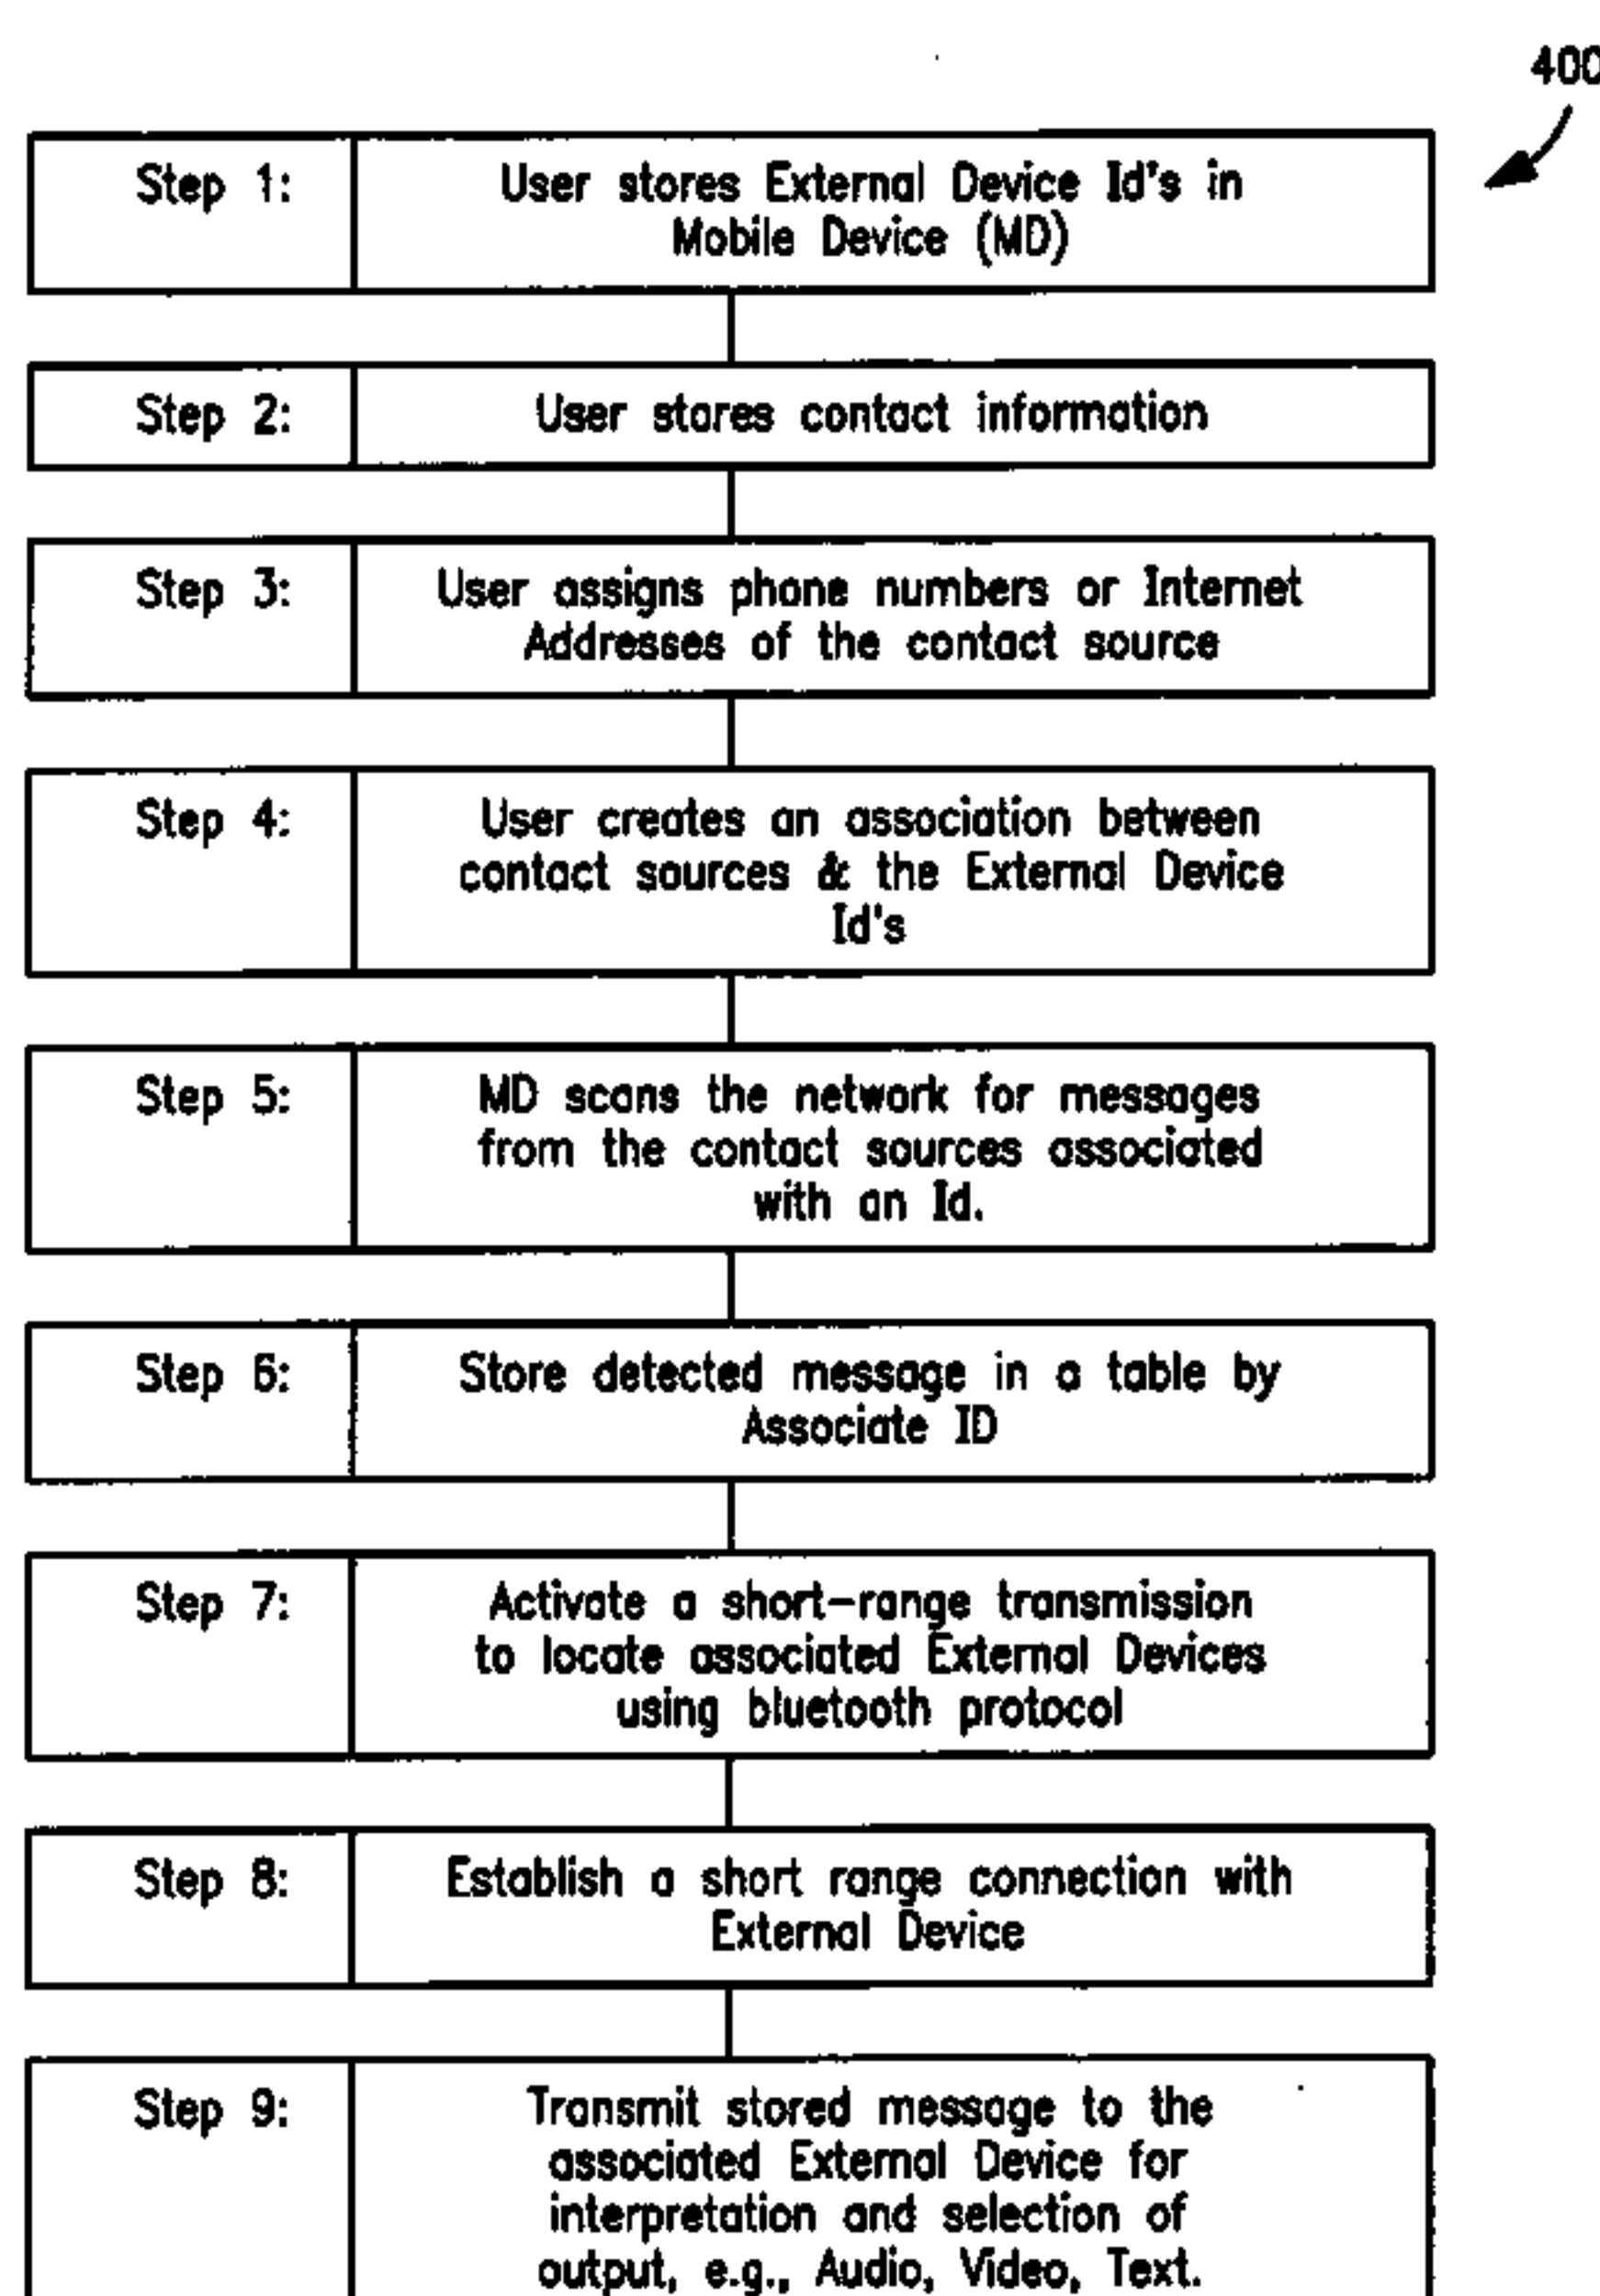 400
Step 1: User stores External Device Id's in
Mobile Device (MD)
Step 2: User stores contact information
Step 3: User assigns phone numbers or Internet
Addresses of the contact source
Step 4: User creates an association between
contact sources & the External Device
Id's
Step 5: MD scans the network for messages
from the contact sources associated
with an Id.
Step 6: Store detected message in a table by
Associate ID
Step 7: Activate a short-range transmission
to locate associated External Devices
using bluetooth protocol
Step 8: Establish a short range connection with
External Device
Step 9: Transmit stored message to the
associated External Device for
interpretation and selection of
output, e.g., Audio, Video, Text.